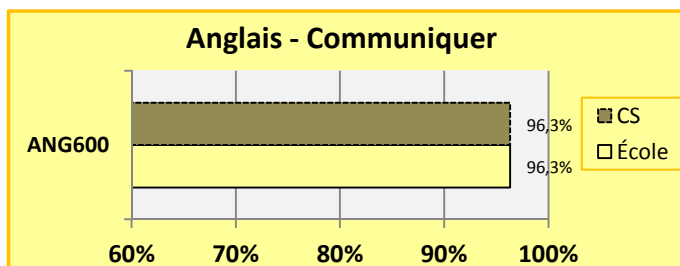 Anglais - Communiquer
96,3%
CS
ANG600
96,3%
École
60%
70%
80%
90%
100%